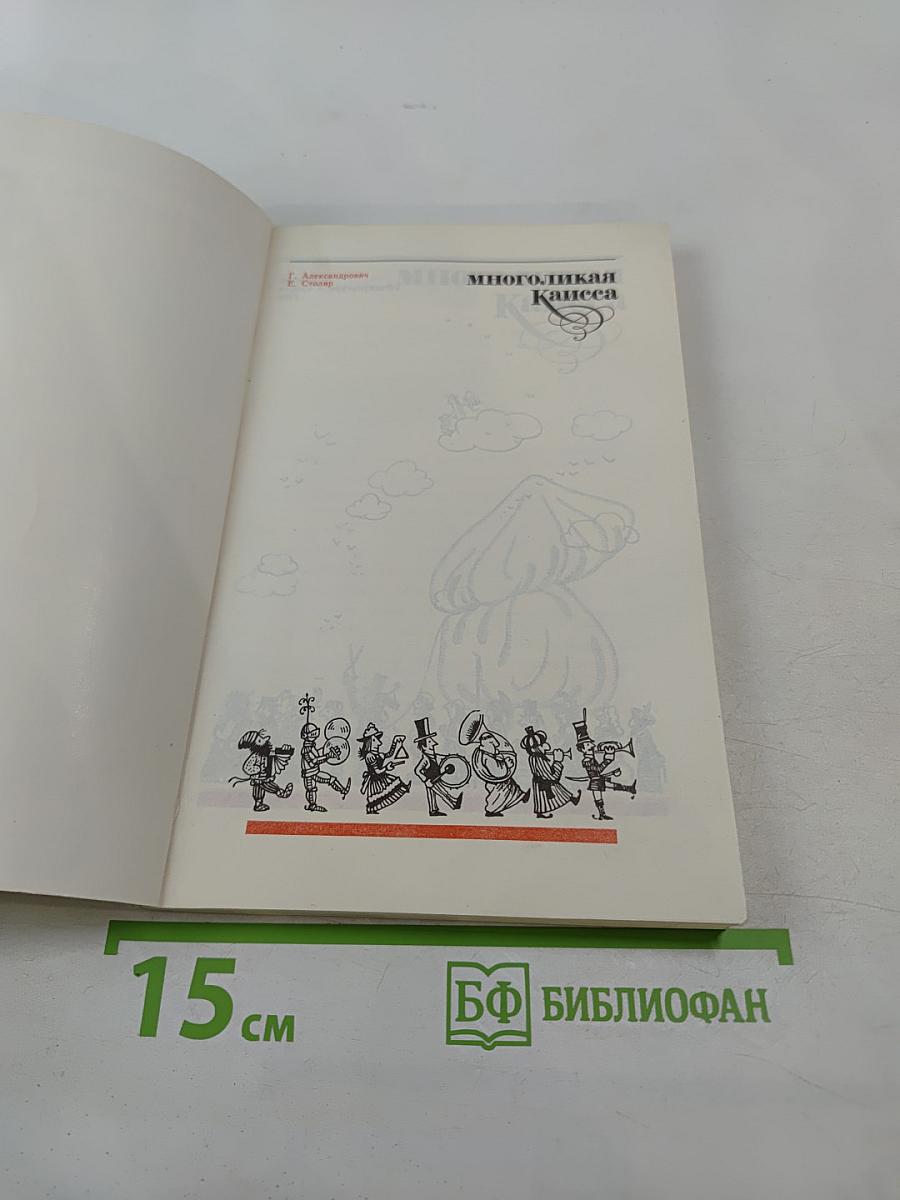 Г. Александрович
Е. Столяр
многоликая
Каисса
15 см
БФ БИБЛИОФАН